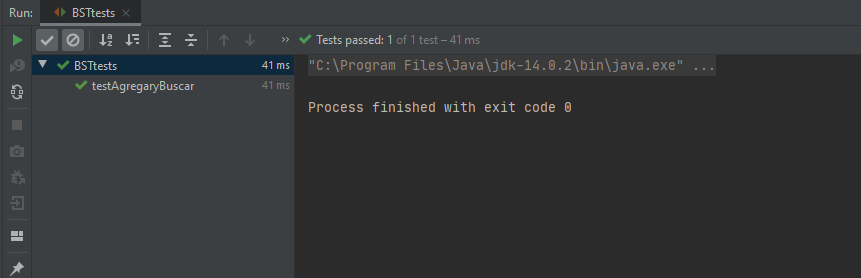 Run: BSTtests
Tests passed: 1 of 1 test – 41 ms
BSTtests 41 ms
testAgregaryBuscar 41 ms
"C:\Program Files\Java\jdk-14.0.2\bin\java.exe" ...
Process finished with exit code 0